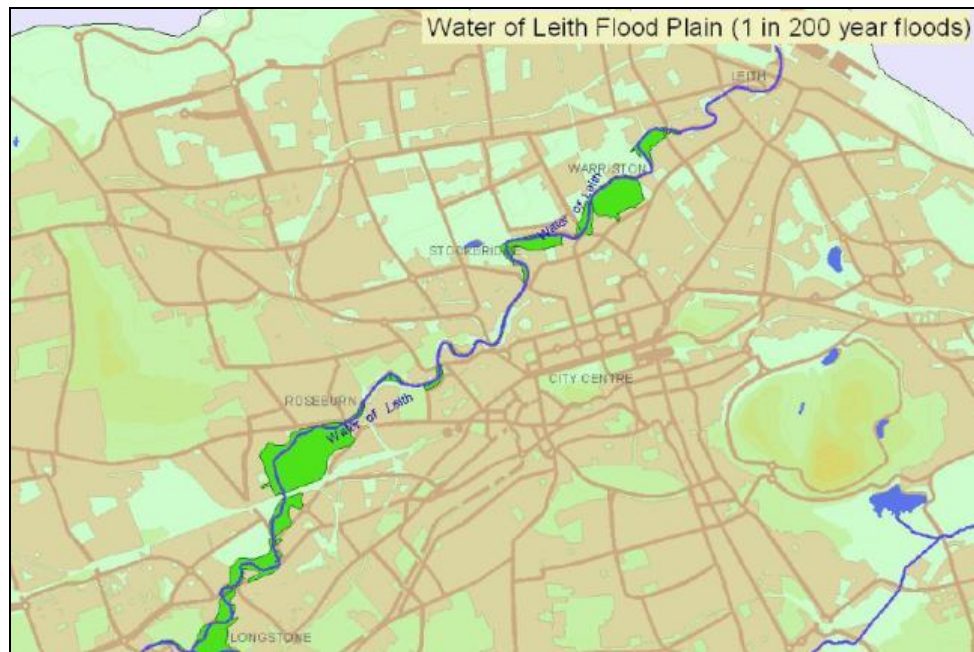 Water of Leith Flood Plain (1 in 200 year floods)
LEITH
WARRISTON
Water of Leith
STOCKBRIDGE
CITY CENTRE
ROSEBURN
Water of Leith
LONGSTONE